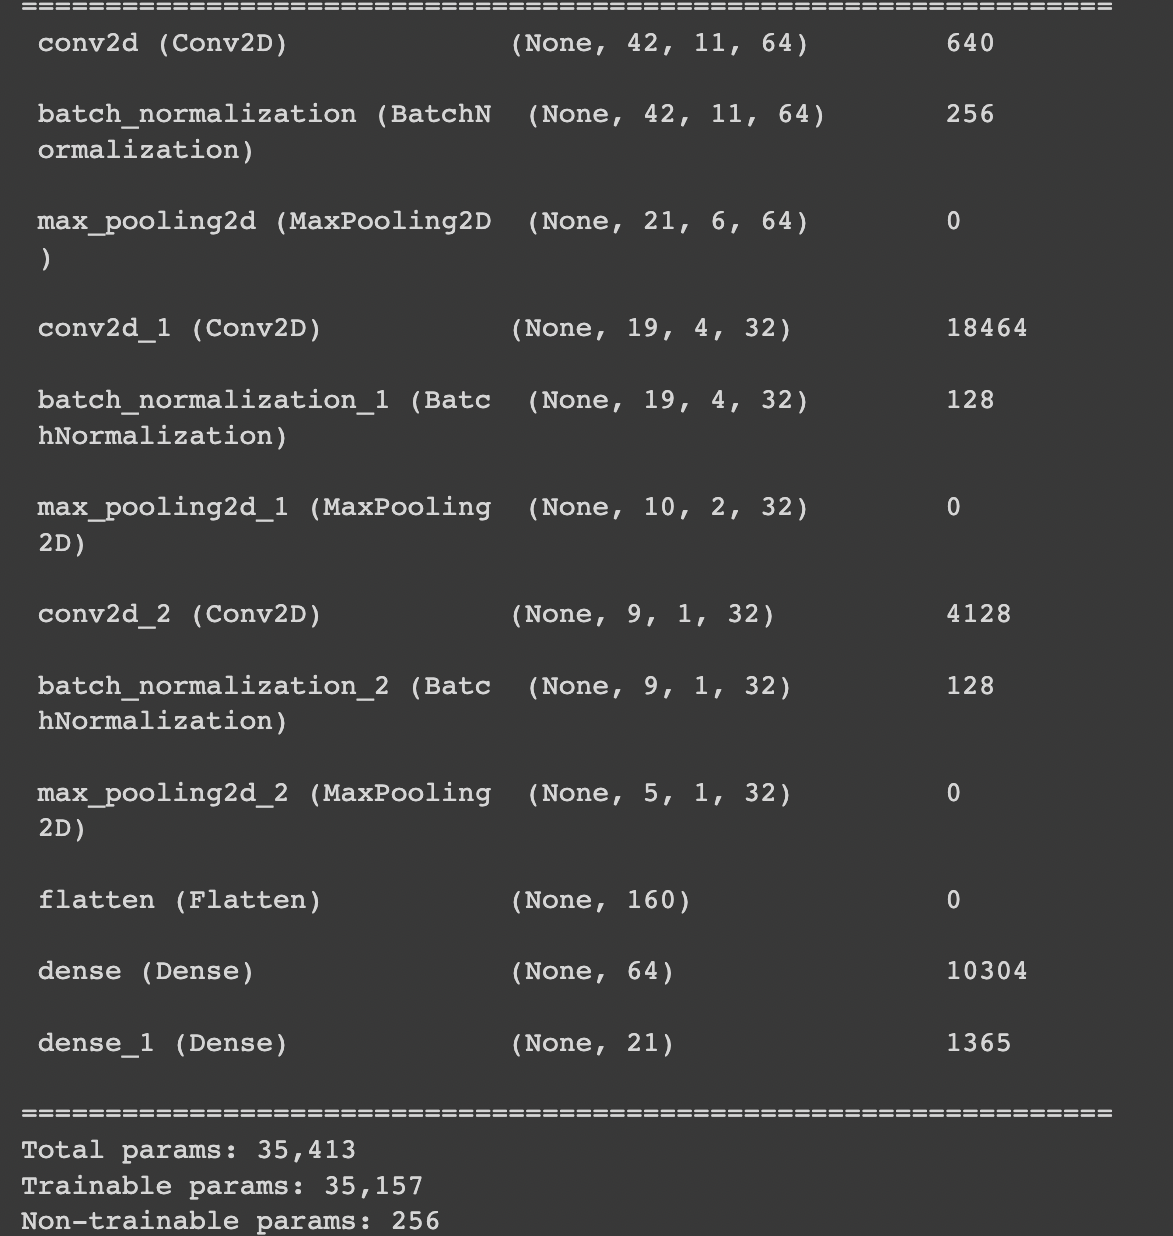 =================================================================
conv2d (Conv2D) (None, 42, 11, 64) 640
batch_normalization (BatchN (None, 42, 11, 64) 256
ormalization)
max_pooling2d (MaxPooling2D (None, 21, 6, 64) 0
)
conv2d_1 (Conv2D) (None, 19, 4, 32) 18464
batch_normalization_1 (Batc (None, 19, 4, 32) 128
hNormalization)
max_pooling2d_1 (MaxPooling (None, 10, 2, 32) 0
2D)
conv2d_2 (Conv2D) (None, 9, 1, 32) 4128
batch_normalization_2 (Batc (None, 9, 1, 32) 128
hNormalization)
max_pooling2d_2 (MaxPooling (None, 5, 1, 32) 0
2D)
flatten (Flatten) (None, 160) 0
dense (Dense) (None, 64) 10304
dense_1 (Dense) (None, 21) 1365
=================================================================
Total params: 35,413
Trainable params: 35,157
Non-trainable params: 256